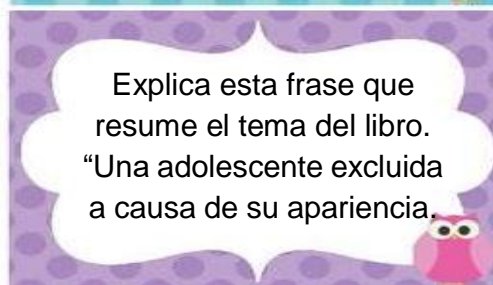 Explica esta frase que
resume el tema del libro.
“Una adolescente excluida
a causa de su apariencia.